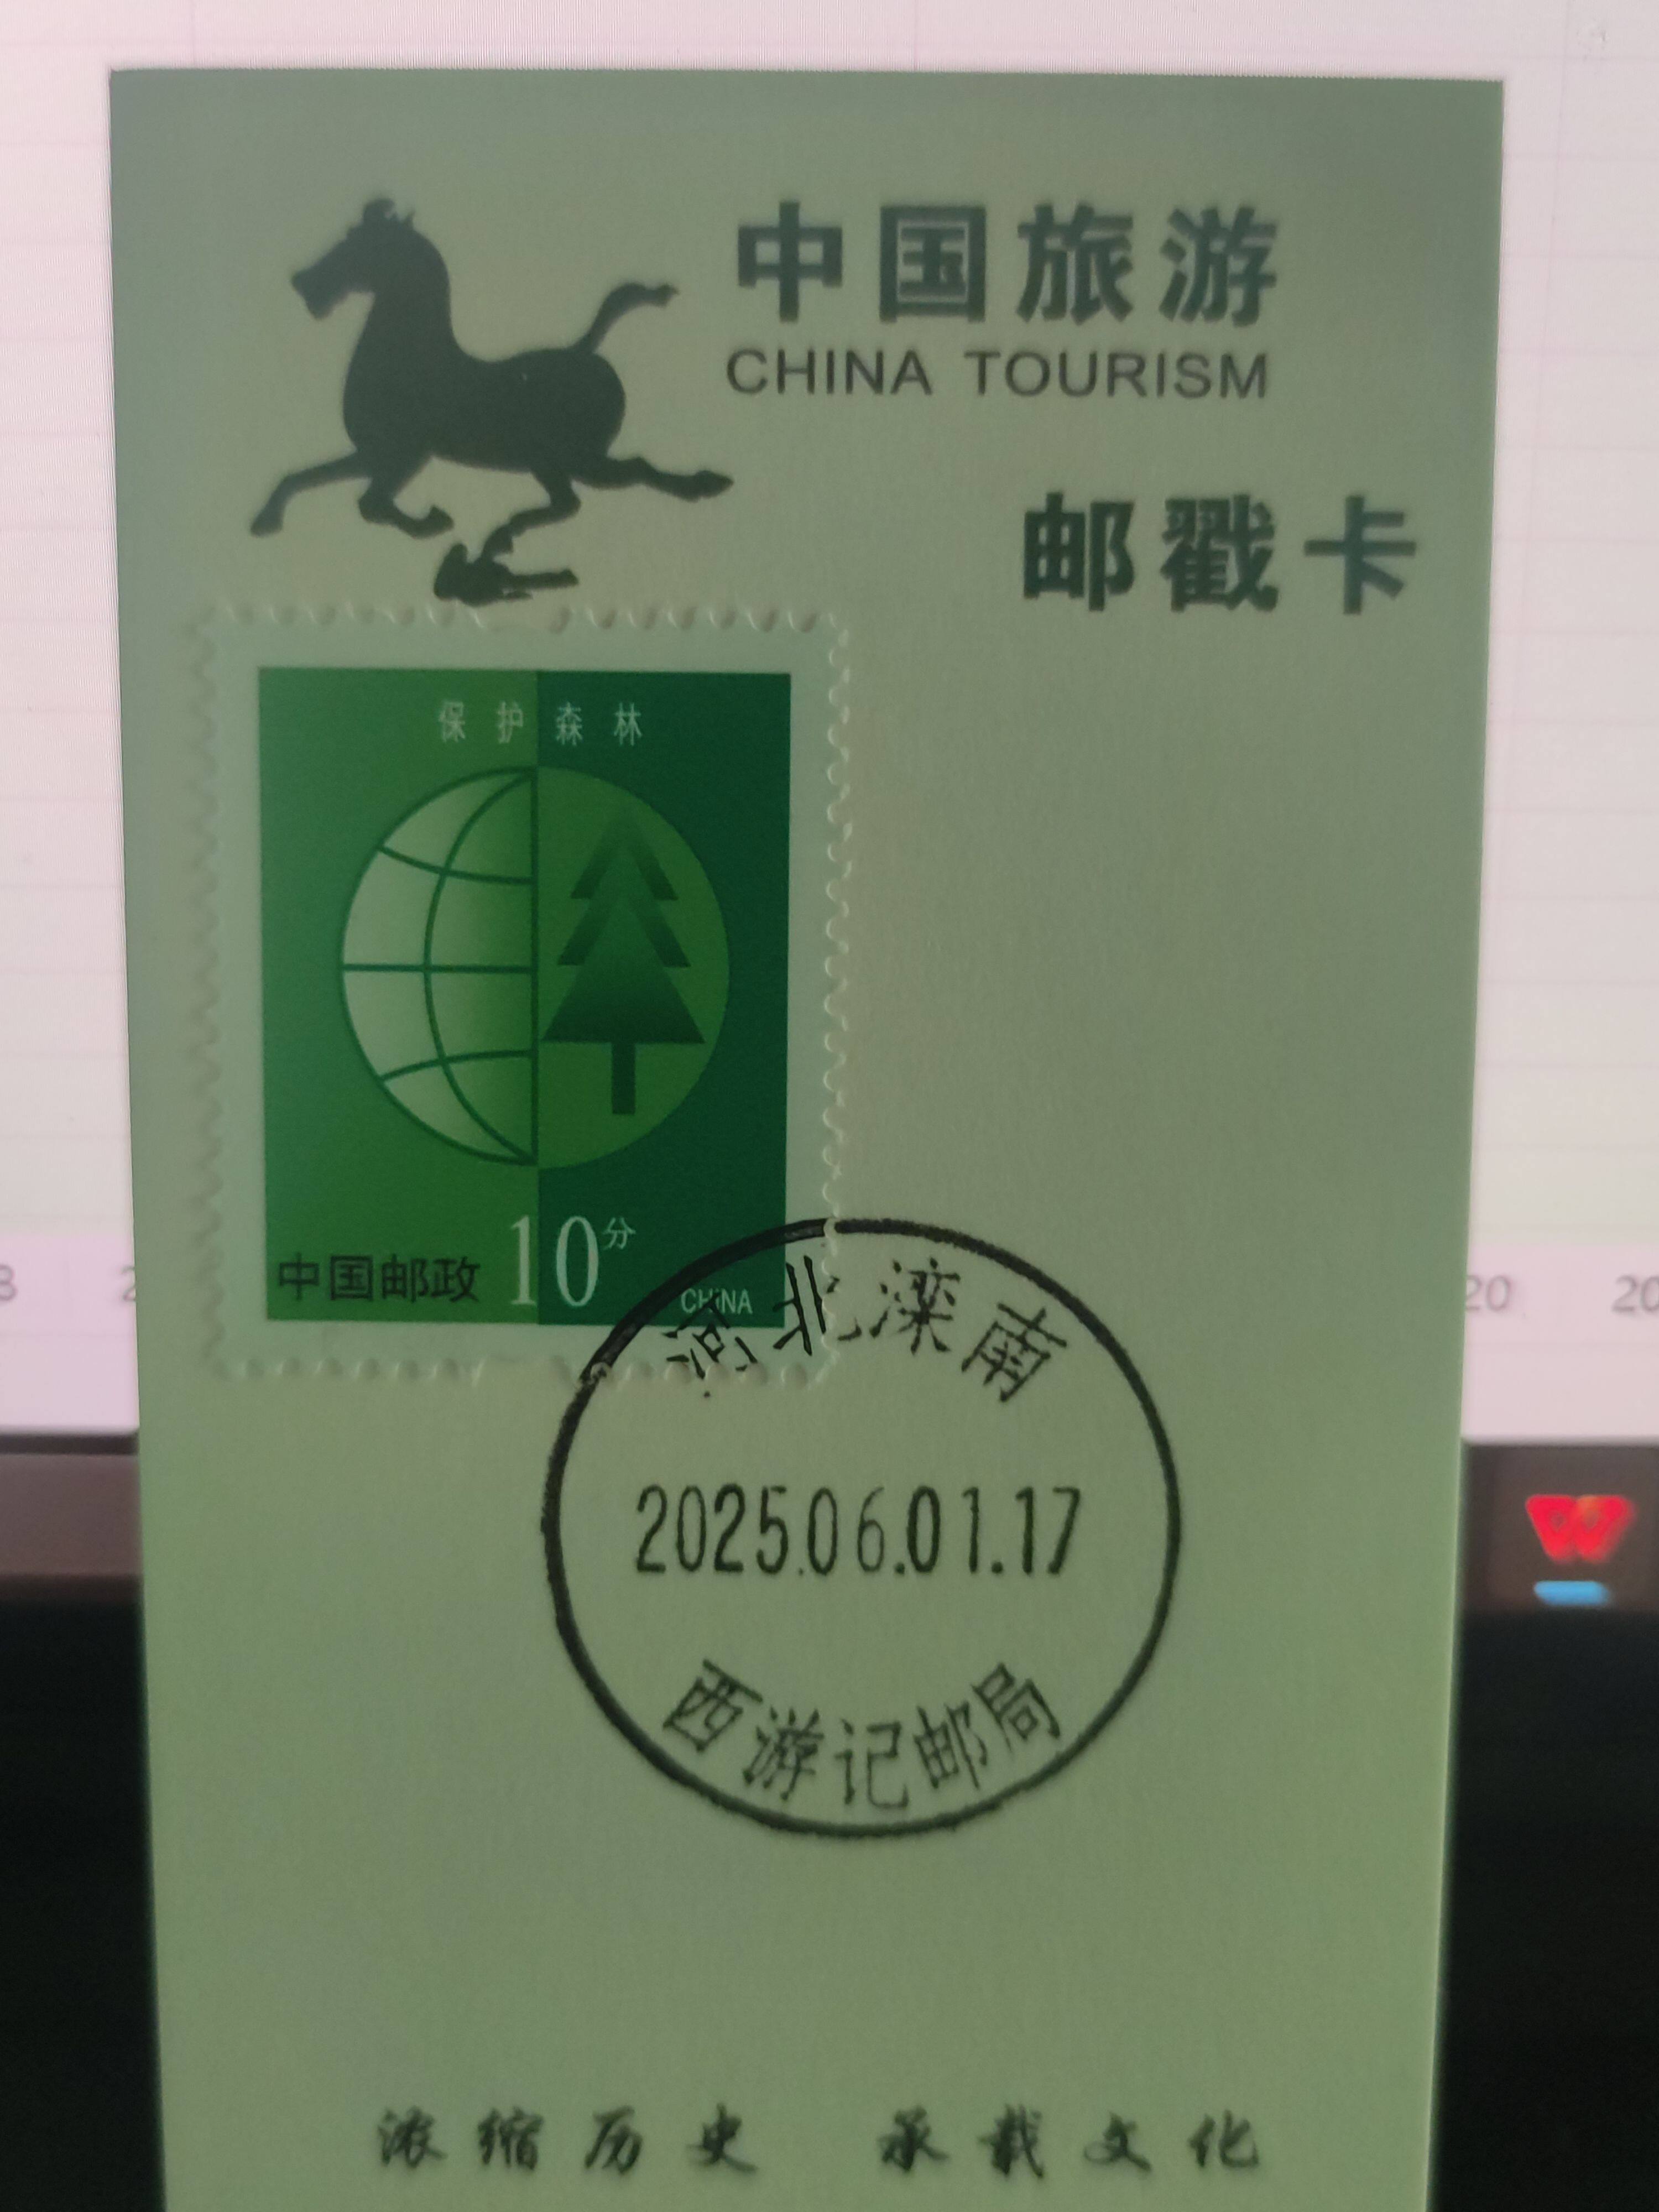 中国旅游
CHINA TOURISM
邮戳卡
保护森林
中国邮政 10分 CHINA
河北滦南
2025.06.01.17
西游记邮局
浓缩历史 承载文化
20